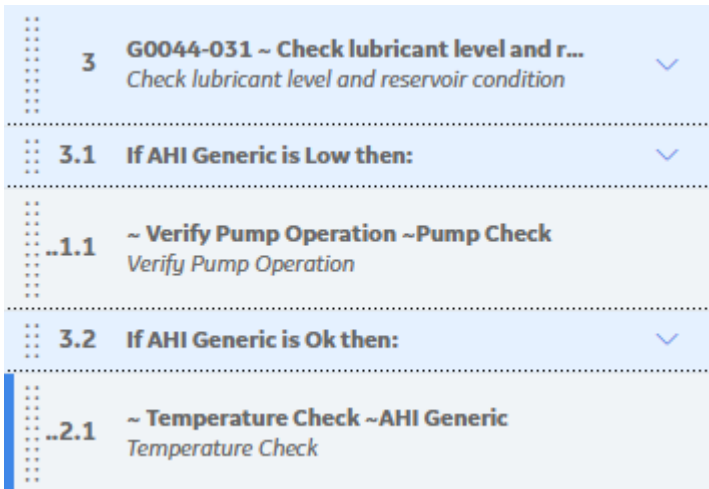 3
G0044-031 ~ Check lubricant level and r...
Check lubricant level and reservoir condition
3.1 If AHI Generic is Low then:
..1.1
~ Verify Pump Operation ~Pump Check
Verify Pump Operation
3.2 If AHI Generic is Ok then:
..2.1
~ Temperature Check ~AHI Generic
Temperature Check